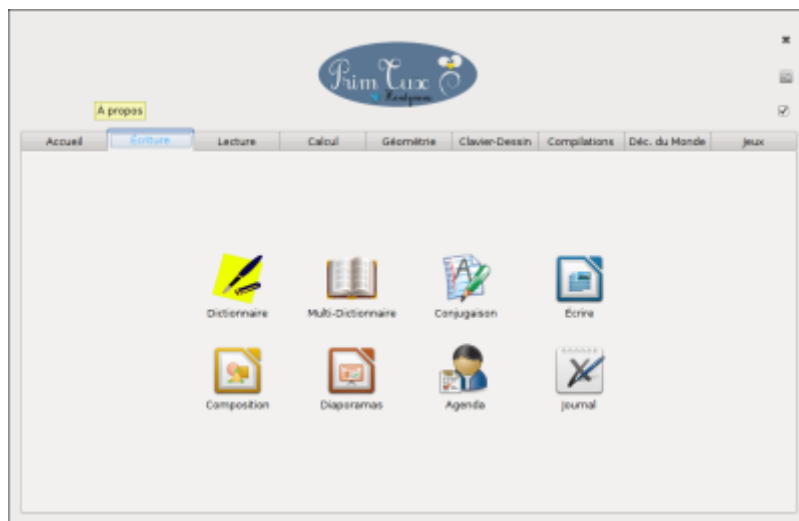 PrimTux
À propos
Accueil Écriture Lecture Calcul Géométrie Clavier-Dessin Compilations Déc. du Monde Jeux
Dictionnaire Multi-Dictionnaire Conjugaison Écrire
Composition Diaporamas Agenda Journal